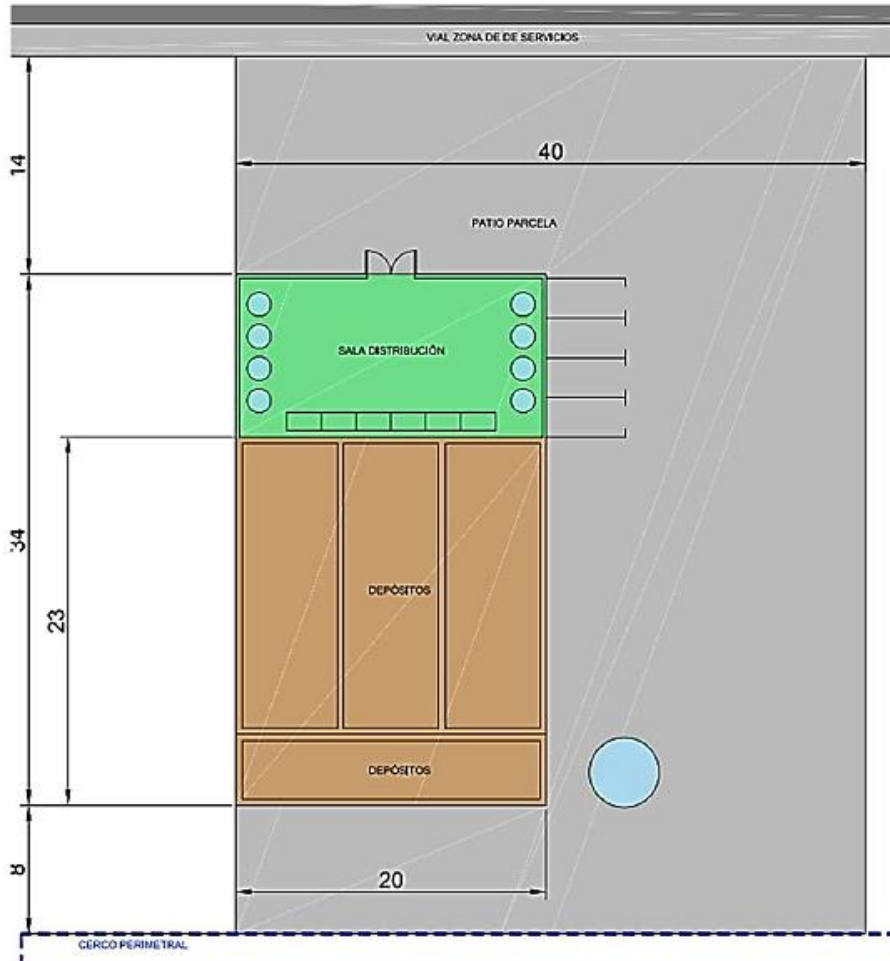 VIAL ZONA DE DE SERVICIOS
14
40
PATIO PARCELA
SALA DISTRIBUCIÓN
34
23
DEPÓSITOS
DEPÓSITOS
8
20
CERCO PERIMETRAL